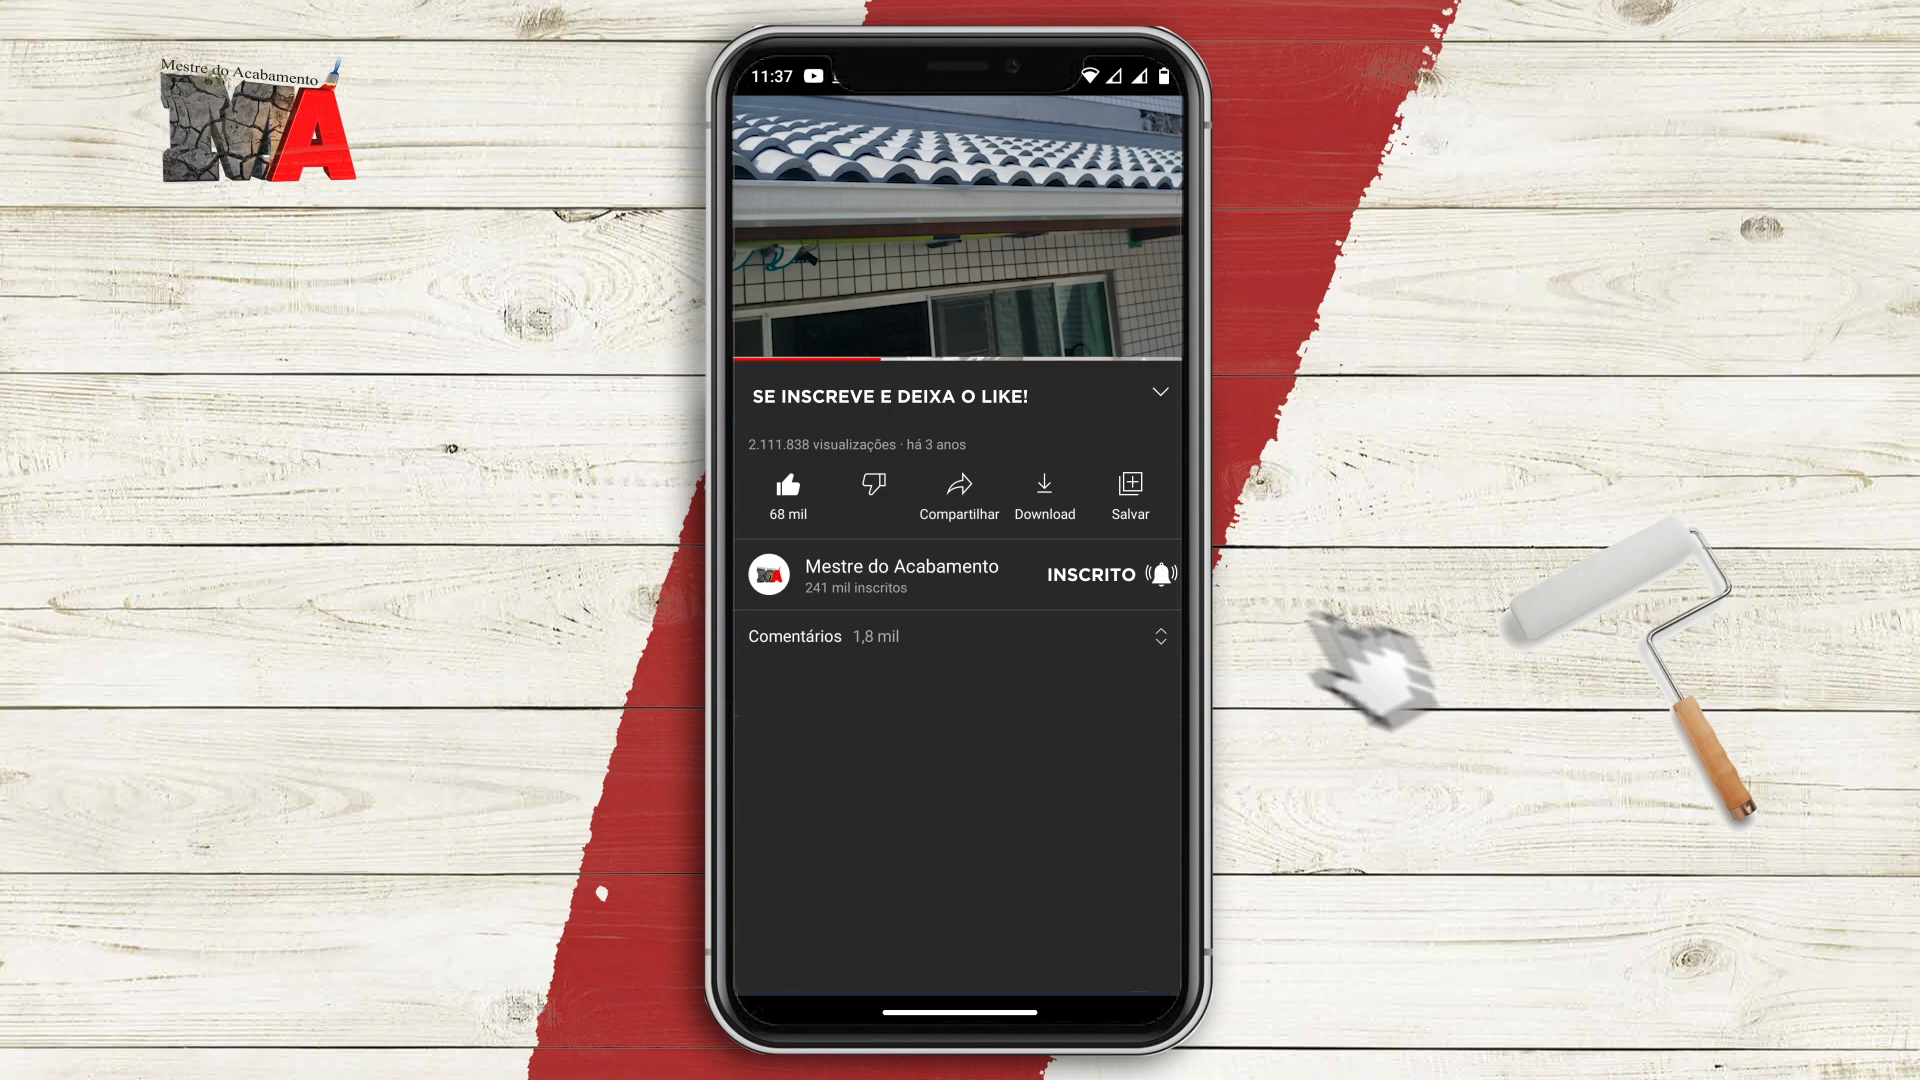 Mestre do Acabamento
MA
11:37
SE INSCREVE E DEIXA O LIKE!
2.111.838 visualizações · há 3 anos
68 mil
Compartilhar
Download
Salvar
Mestre do Acabamento
241 mil inscritos
INSCRITO
MA
Comentários 1,8 mil